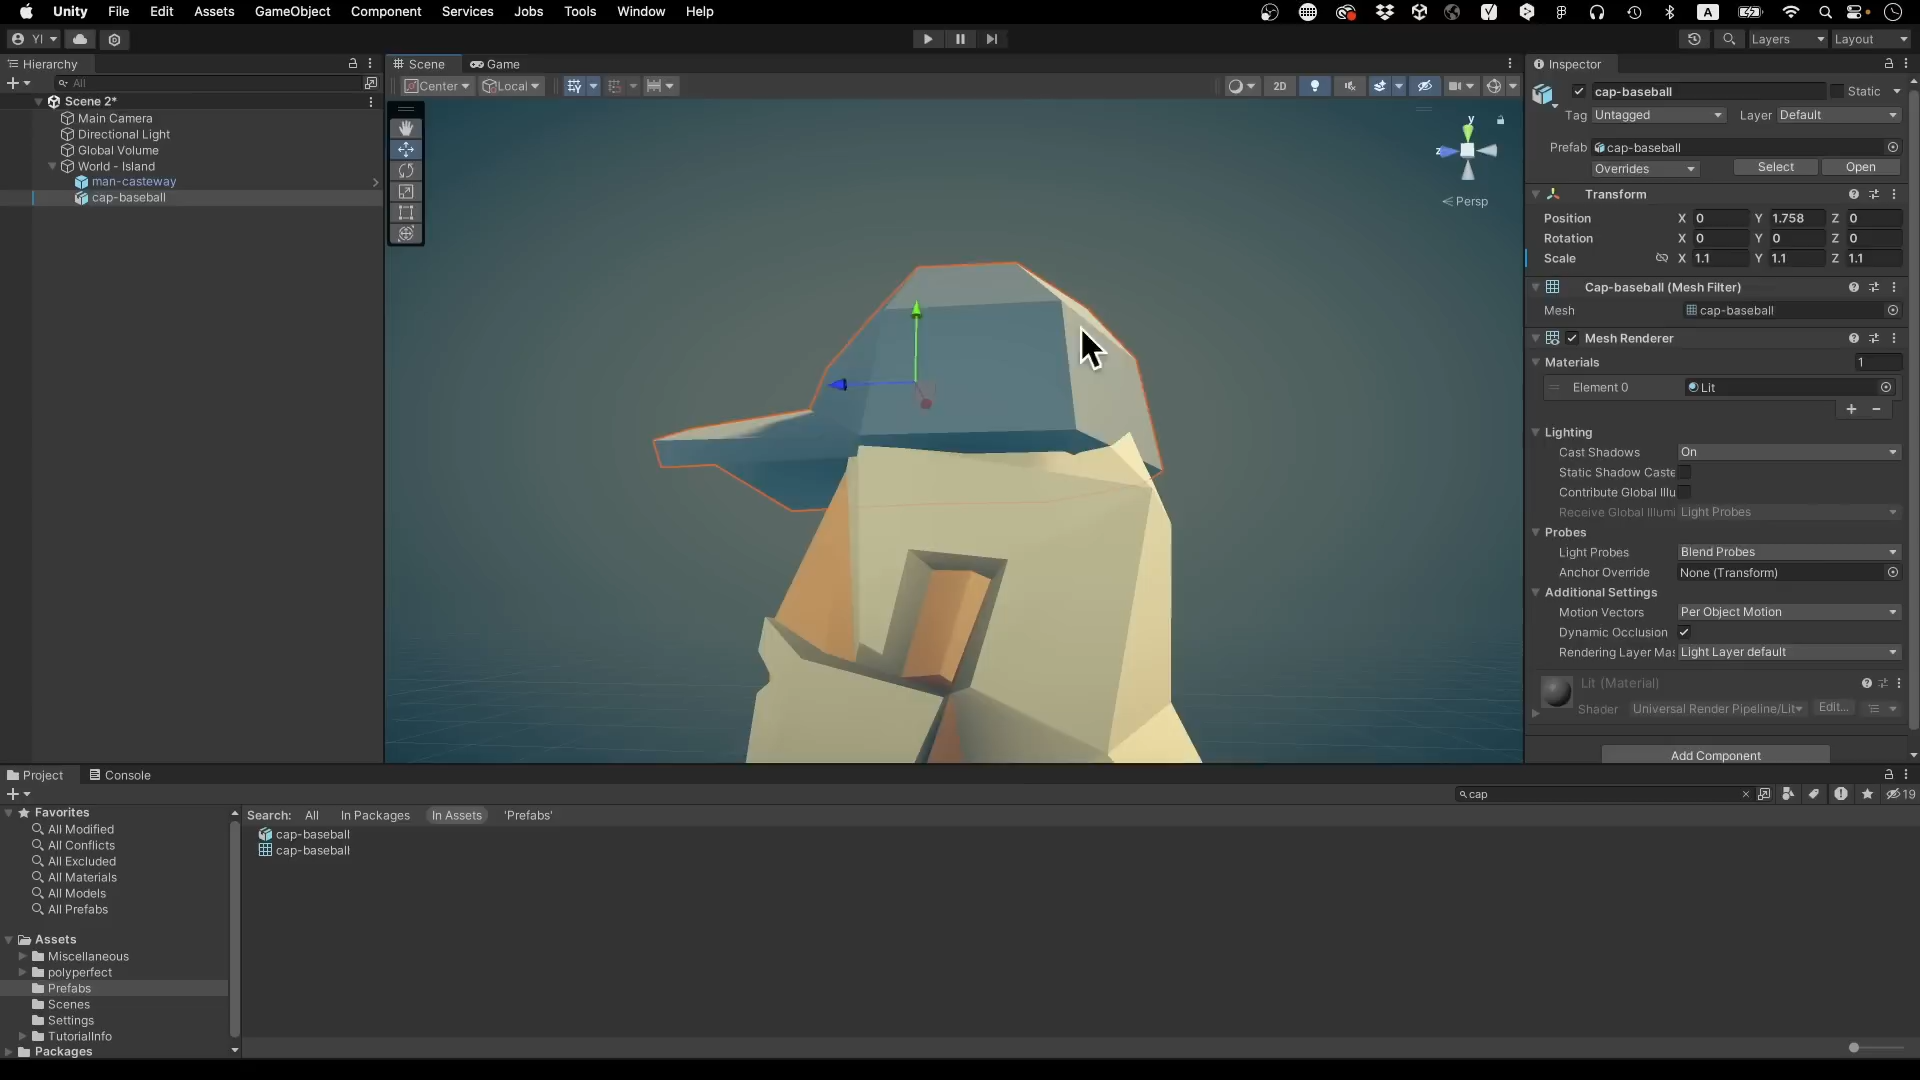 Unity File Edit Assets GameObject Component Services Jobs Tools Window Help A
YI Layers Layout
Hierarchy
All
Scene 2*
Main Camera
Directional Light
Global Volume
World - Island
man-casteway
cap-baseball
Scene Game
Center Local 2D
y
z
Persp
Inspector
cap-baseball Static
Tag Untagged Layer Default
Prefab cap-baseball
Overrides Select Open
Transform
Position X 0 Y 1.758 Z 0
Rotation X 0 Y 0 Z 0
Scale X 1.1 Y 1.1 Z 1.1
Cap-baseball (Mesh Filter)
Mesh cap-baseball
Mesh Renderer
Materials 1
Element 0 Lit
Lighting
Cast Shadows On
Static Shadow Caste
Contribute Global Illu
Receive Global Illumi Light Probes
Probes
Light Probes Blend Probes
Anchor Override None (Transform)
Additional Settings
Motion Vectors Per Object Motion
Dynamic Occlusion
Rendering Layer Mas Light Layer default
Lit (Material)
Shader Universal Render Pipeline/Lit Edit...
Add Component
Project Console
cap 19
Favorites
All Modified
All Conflicts
All Excluded
All Materials
All Models
All Prefabs
Assets
Miscellaneous
polyperfect
Prefabs
Scenes
Settings
TutorialInfo
Packages
Search: All In Packages In Assets 'Prefabs'
cap-baseball
cap-baseball